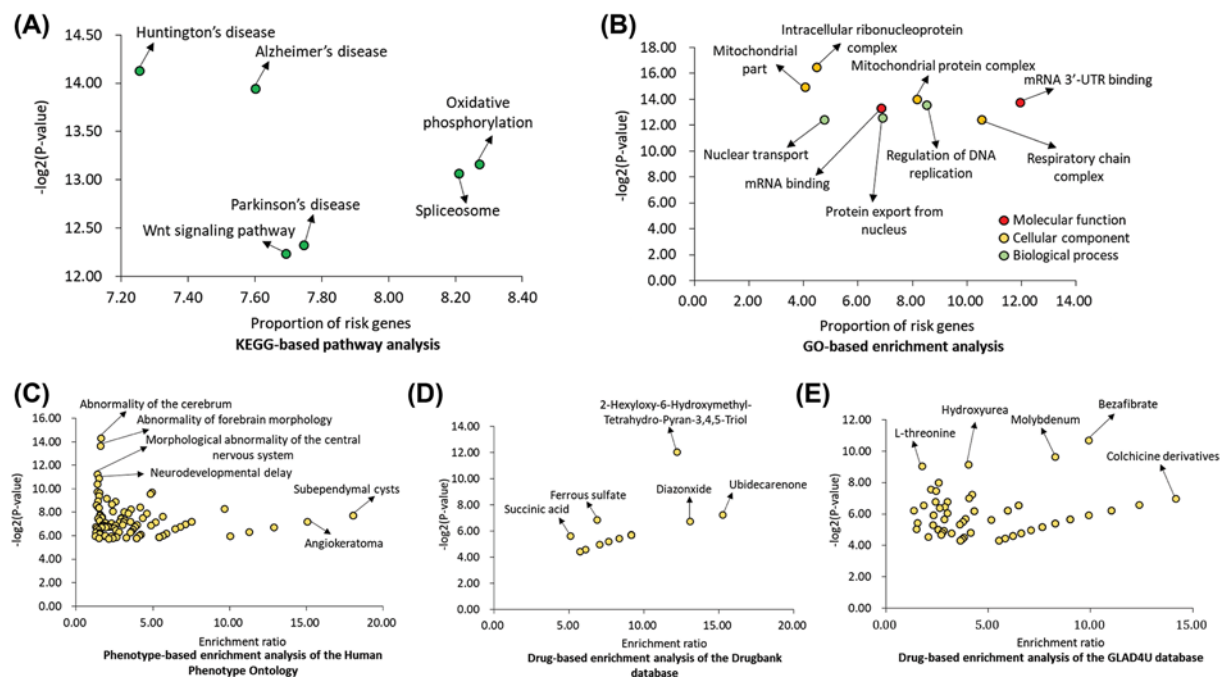 (A)
14.50
14.00
13.50
13.00
12.50
12.00
-log2(P-value)
Huntington's disease
Alzheimer's disease
Oxidative
phosphorylation
Spliceosome
Parkinson's disease
Wnt signaling pathway
7.20 7.40 7.60 7.80 8.00 8.20 8.40
Proportion of risk genes
KEGG-based pathway analysis
(B)
18.00
16.00
14.00
12.00
10.00
8.00
6.00
4.00
2.00
0.00
-log2(P-value)
Intracellular ribonucleoprotein
complex
Mitochondrial
part
Mitochondrial protein complex
mRNA 3'-UTR binding
Nuclear transport
mRNA binding
Protein export from
nucleus
Regulation of DNA
replication
Respiratory chain
complex
Molecular function
Cellular component
Biological process
0.00 2.00 4.00 6.00 8.00 10.00 12.00 14.00
Proportion of risk genes
GO-based enrichment analysis
(C)
Abnormality of the cerebrum
Abnormality of forebrain morphology
Morphological abnormality of the central
nervous system
Neurodevelopmental delay
Subependymal cysts
Angiokeratoma
16.00
14.00
12.00
10.00
8.00
6.00
4.00
2.00
0.00
-log2(P-value)
0.00 5.00 10.00 15.00 20.00
Enrichment ratio
Phenotype-based enrichment analysis of the Human
Phenotype Ontology
(D)
2-Hexyloxy-6-Hydroxymethyl-
Tetrahydro-Pyran-3,4,5-Triol
Ferrous sulfate
Succinic acid
Diazonxide
Ubidecarenone
14.00
12.00
10.00
8.00
6.00
4.00
2.00
0.00
-log2(P-value)
0.00 5.00 10.00 15.00 20.00
Enrichment ratio
Drug-based enrichment analysis of the Drugbank
database
(E)
L-threonine
Hydroxyurea
Molybdenum
Bezafibrate
Colchicine derivatives
12.00
10.00
8.00
6.00
4.00
2.00
0.00
-log2(P-value)
0.00 5.00 10.00 15.00
Enrichment ratio
Drug-based enrichment analysis of the GLAD4U database